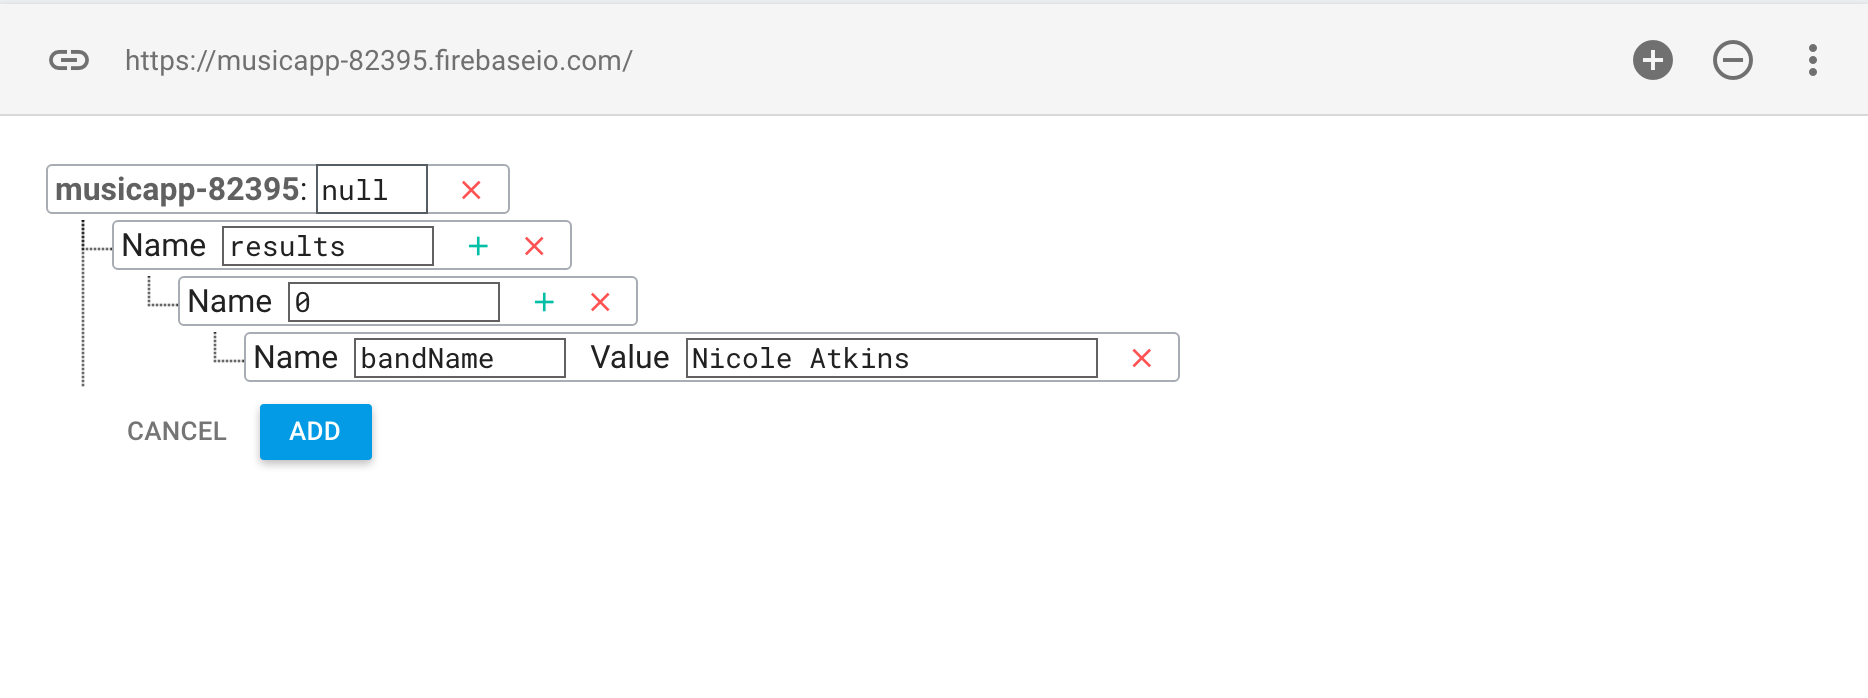 https://musicapp-82395.firebaseio.com/
musicapp-82395: null
Name results
Name 0
Name bandName Value Nicole Atkins
CANCEL ADD